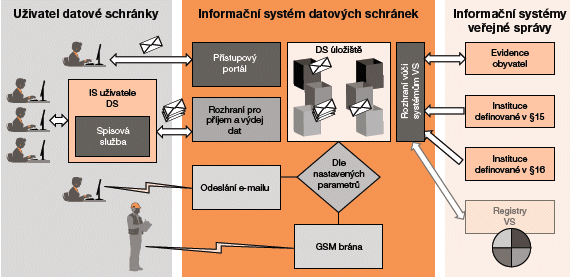 Uživatel datové schránky
Informační systém datových schránek
Informační systémy
veřejné správy
Přístupový
portál
DS úložiště
Rozhraní vůči
systémům VS
Evidence
obyvatel
IS uživatele
DS
Spisová
služba
Rozhraní pro
příjem a výdej
dat
Instituce
definované v §15
Instituce
definované v §16
Dle
nastavených
parametrů
Odeslání e-mailu
Registry
VS
GSM brána